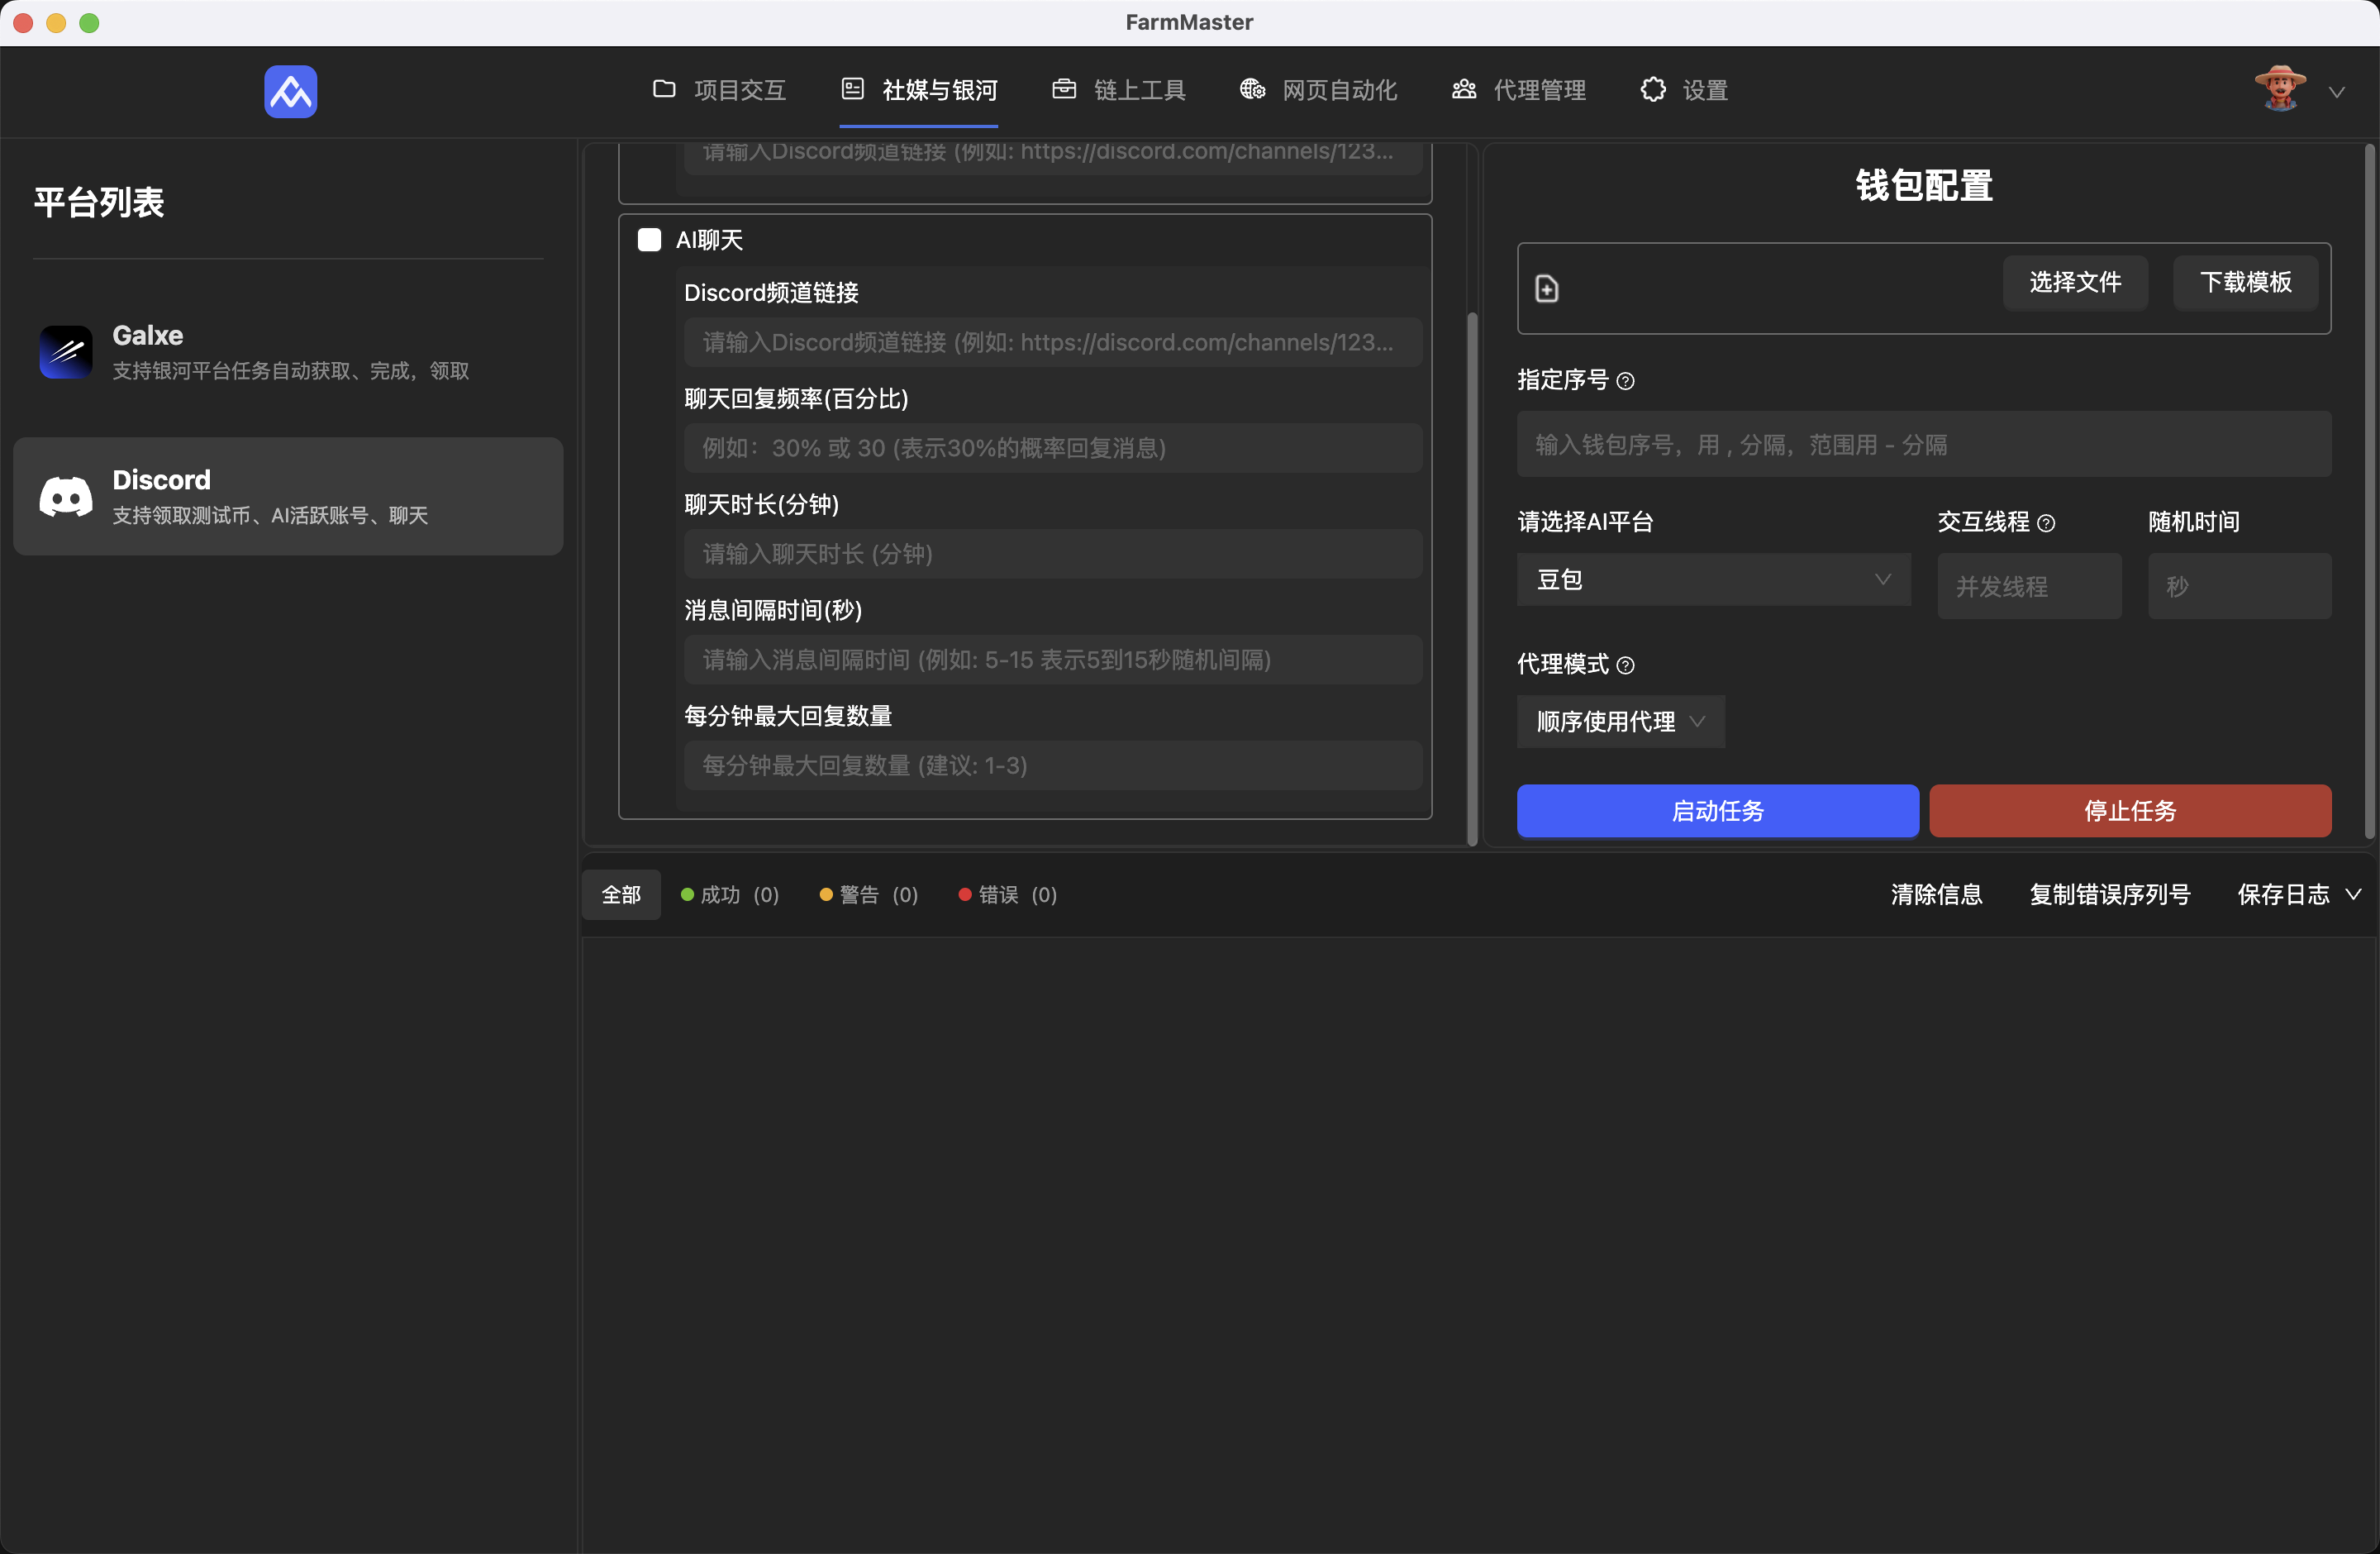 FarmMaster
项目交互
社媒与银河
链上工具
网页自动化
代理管理
设置
平台列表
Galxe
支持银河平台任务自动获取、完成，领取
Discord
支持领取测试币、AI活跃账号、聊天
请输入Discord频道链接 (例如: https://discord.com/channels/123...
AI聊天
Discord频道链接
请输入Discord频道链接 (例如: https://discord.com/channels/123...
聊天回复频率(百分比)
例如：30% 或 30 (表示30%的概率回复消息)
聊天时长(分钟)
请输入聊天时长 (分钟)
消息间隔时间(秒)
请输入消息间隔时间 (例如: 5-15 表示5到15秒随机间隔)
每分钟最大回复数量
每分钟最大回复数量 (建议: 1-3)
钱包配置
选择文件
下载模板
指定序号
输入钱包序号，用 , 分隔，范围用 - 分隔
请选择AI平台
交互线程
随机时间
豆包
并发线程
秒
代理模式
顺序使用代理
启动任务
停止任务
全部
成功 (0)
警告 (0)
错误 (0)
清除信息
复制错误序列号
保存日志